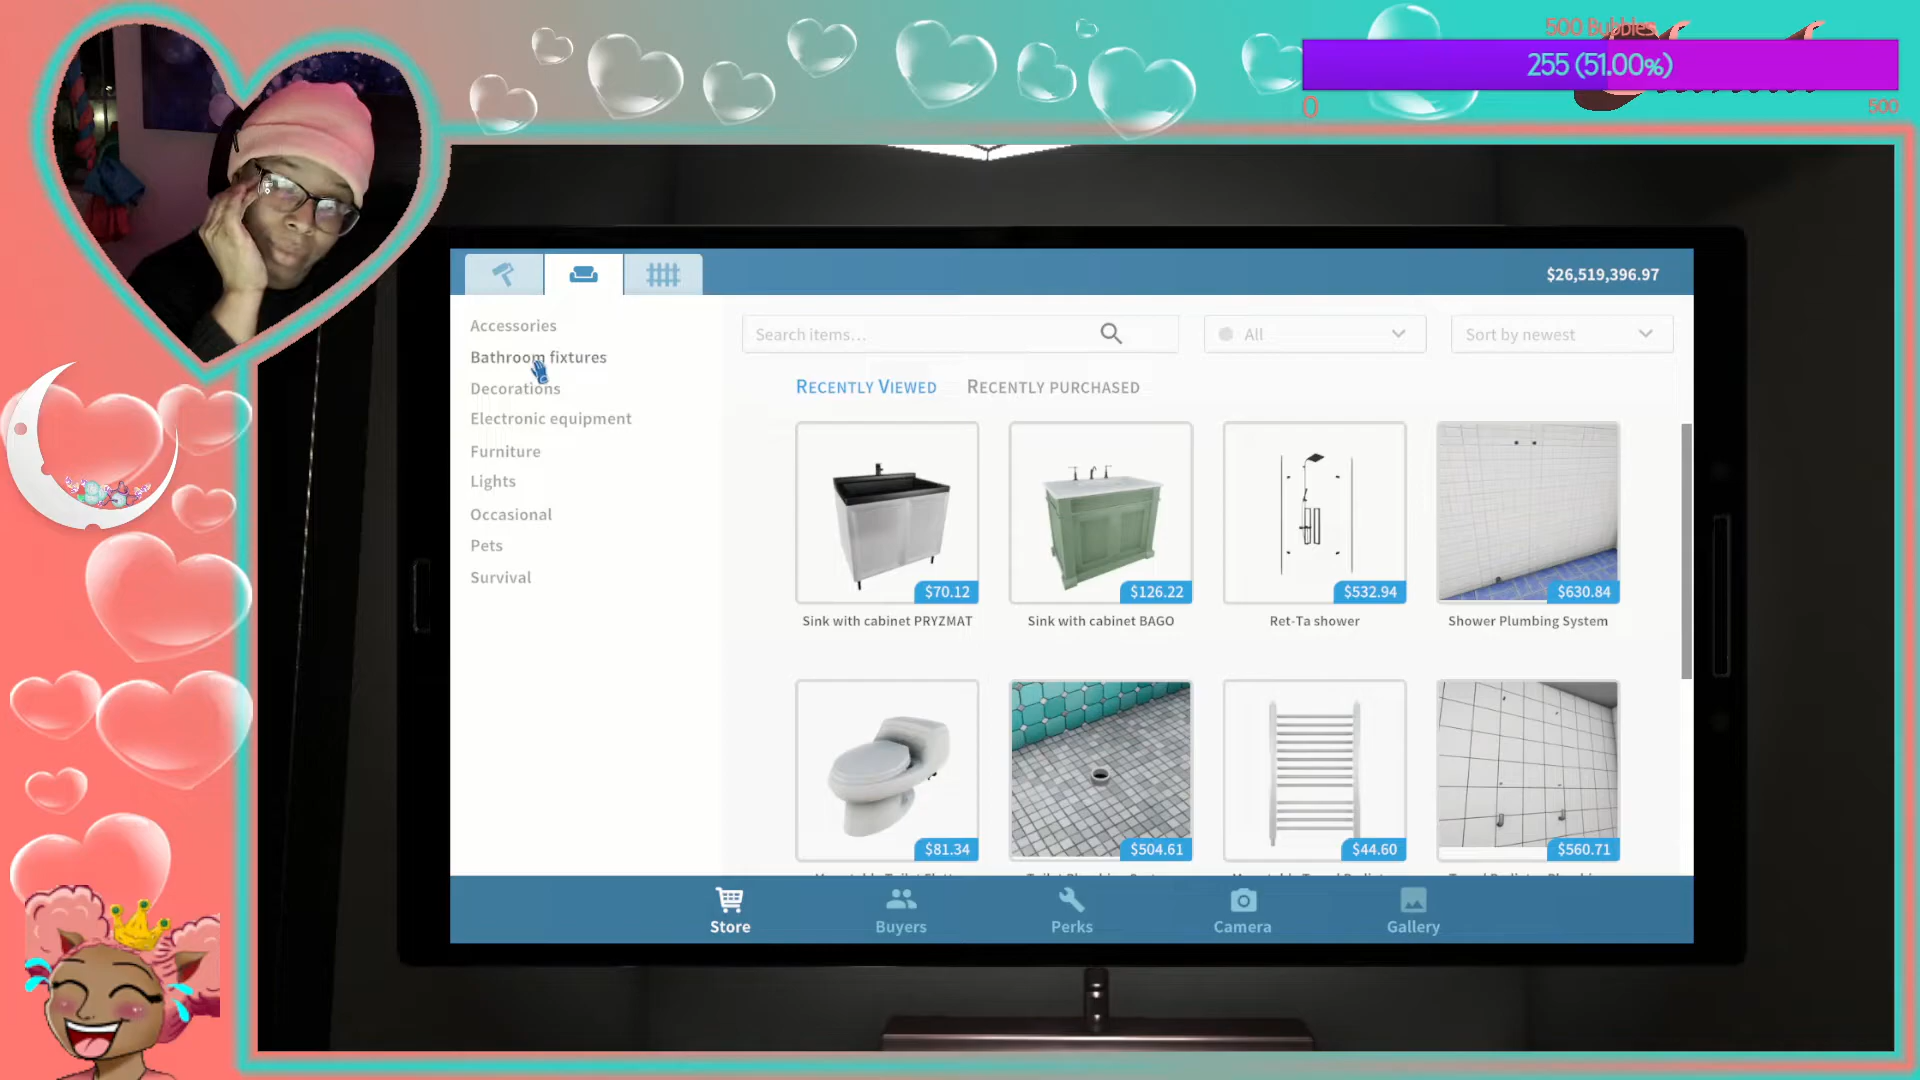 500 Bubbles
255 (51.00%)
0
500
$26,519,396.97
Accessories
Bathroom fixtures
Decorations
Electronic equipment
Furniture
Lights
Occasional
Pets
Survival
Search items...
All
Sort by newest
RECENTLY VIEWED
RECENTLY PURCHASED
$70.12
$126.22
$532.94
$630.84
Sink with cabinet PRYZMAT
Sink with cabinet BAGO
Ret-Ta shower
Shower Plumbing System
$81.34
$504.61
$44.60
$560.71
Store
Buyers
Perks
Camera
Gallery